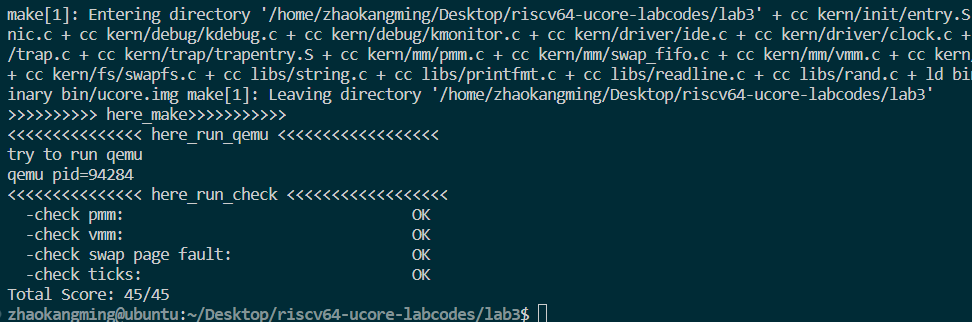 make[1]: Entering directory '/home/zhaokangming/Desktop/riscv64-ucore-labcodes/lab3' + cc kern/init/entry.S
nic.c + cc kern/debug/kdebug.c + cc kern/debug/kmonitor.c + cc kern/driver/ide.c + cc kern/driver/clock.c +
/trap.c + cc kern/trap/trapentry.S + cc kern/mm/pmm.c + cc kern/mm/swap_fifo.c + cc kern/mm/vmm.c + cc kern
+ cc kern/fs/swapfs.c + cc libs/string.c + cc libs/printfmt.c + cc libs/readline.c + cc libs/rand.c + ld bin
inary bin/ucore.img make[1]: Leaving directory '/home/zhaokangming/Desktop/riscv64-ucore-labcodes/lab3'
>>>>>>>>>> here_make>>>>>>>>>>>
<<<<<<<<<<<<<<< here_run_qemu <<<<<<<<<<<<<<<<<<
try to run qemu
qemu pid=94284
<<<<<<<<<<<<<<< here_run_check <<<<<<<<<<<<<<<<<<
-check pmm: OK
-check vmm: OK
-check swap page fault: OK
-check ticks: OK
Total Score: 45/45
zhaokangming@ubuntu:~/Desktop/riscv64-ucore-labcodes/lab3$